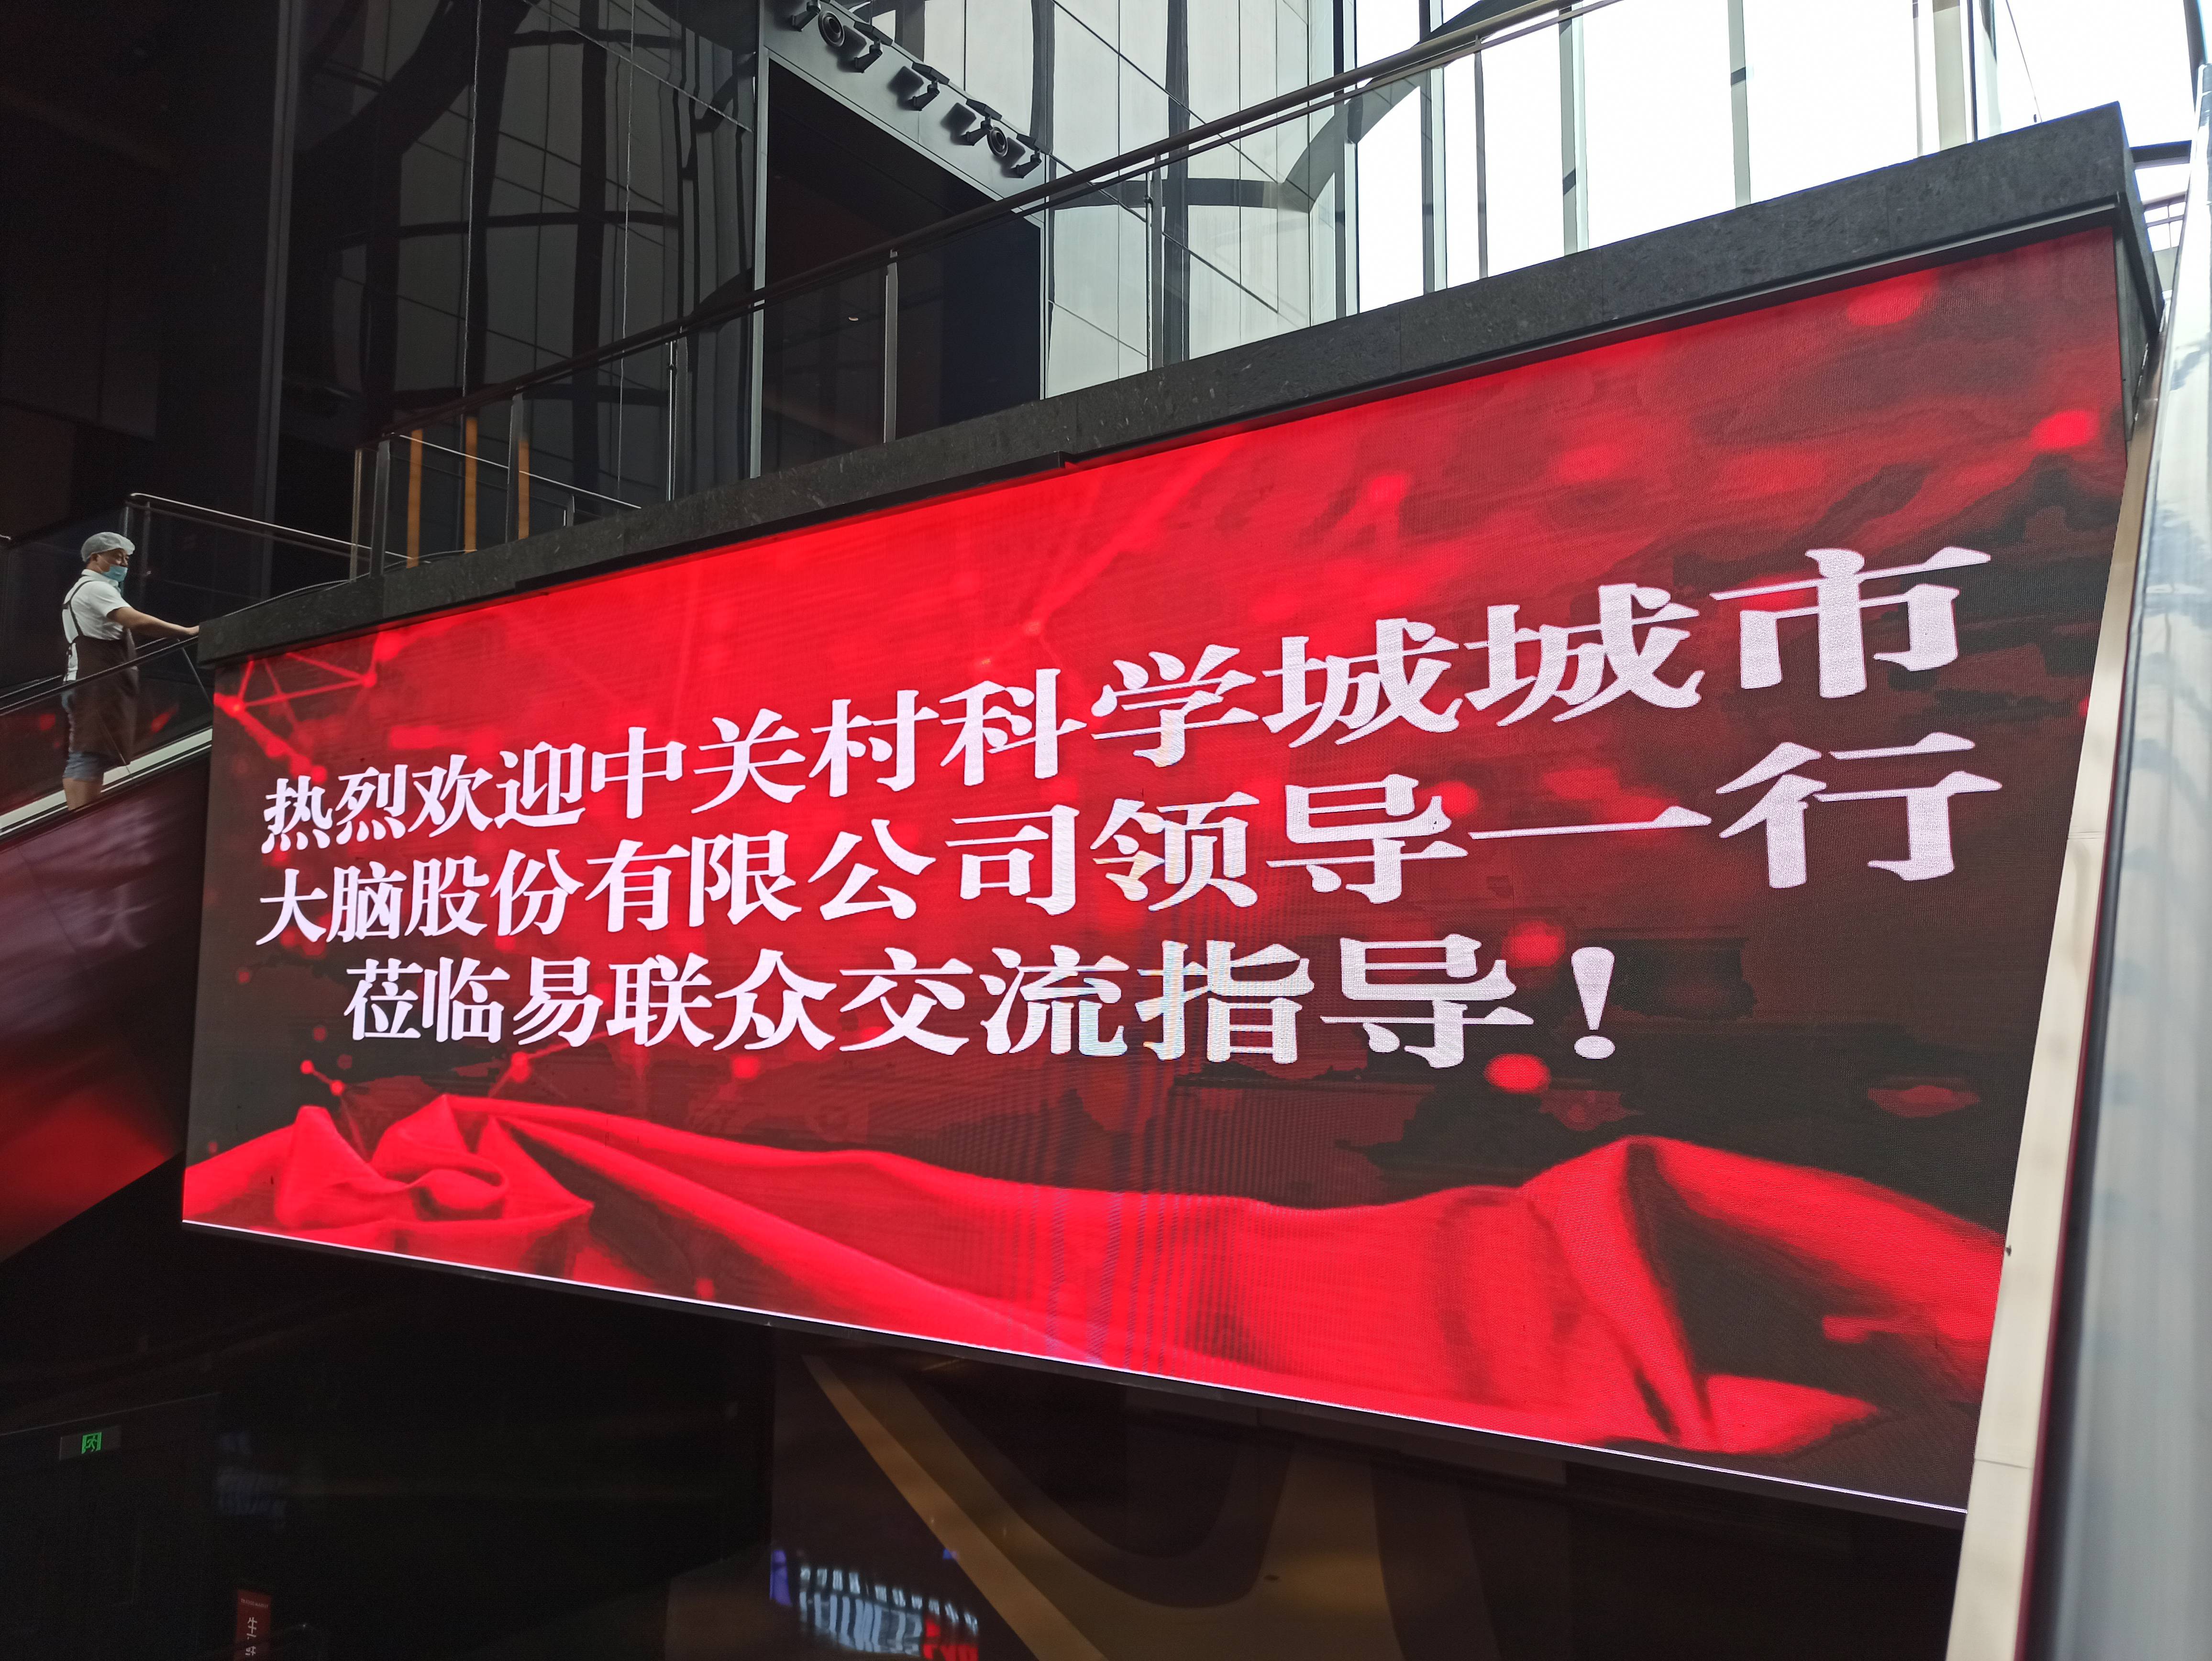 热烈欢迎中关村科学城城市
大脑股份有限公司领导一行
莅临易联众交流指导！